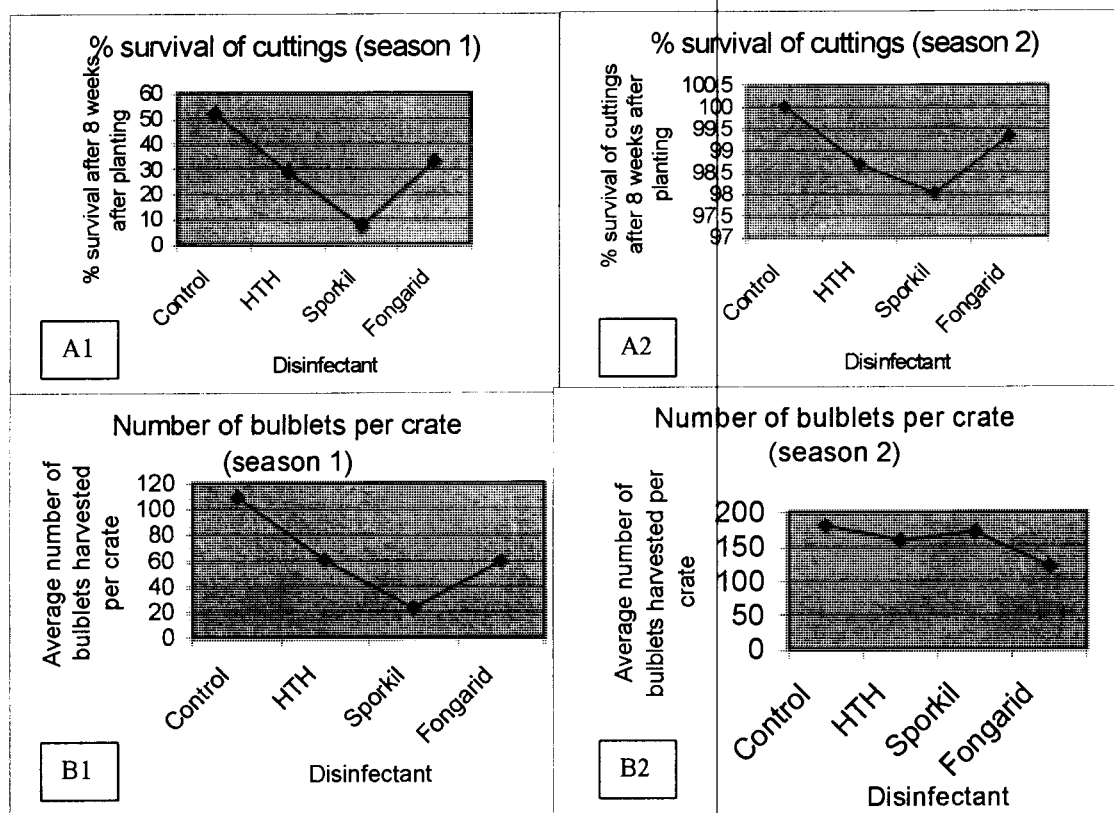 % survival of cuttings (season 1)
% survival after 8 weeks
after planting
60
50
40
30
20
10
0
Control
HTH
Sporkil
Fongarid
Disinfectant
A1
% survival of cuttings (season 2)
% survival of cuttings
after 8 weeks after
planting
100.5
100
99.5
99
98.5
98
97.5
97
Control
HTH
Sporkil
Fongarid
Disinfectant
A2
Number of bulblets per crate
(season 1)
Average number of
bulblets harvested
per crate
120
100
80
60
40
20
0
Control
HTH
Sporkil
Fongarid
Disinfectant
B1
Number of bulblets per crate
(season 2)
Average number of
bulblets harvested per
crate
200
150
100
50
0
Control
HTH
Sporkil
Fongarid
Disinfectant
B2